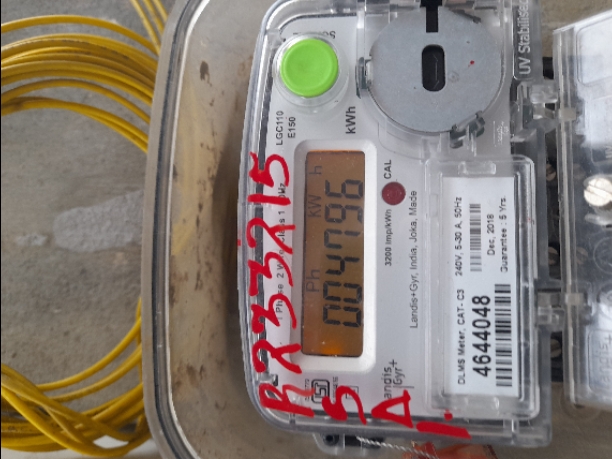 R233215
5
Δ
UV Stabilised
LGC110
E150
kWh
Ph kW h
004796
CAL
3200 imp/kWh
Landis+Gyr, India, Joka, Made
Landis
Gyr+
DLMS Meter, CAT- C3
240V, 5-30 A, 50Hz
4644048
Dec, 2018
Guarantee : 5 Yrs.